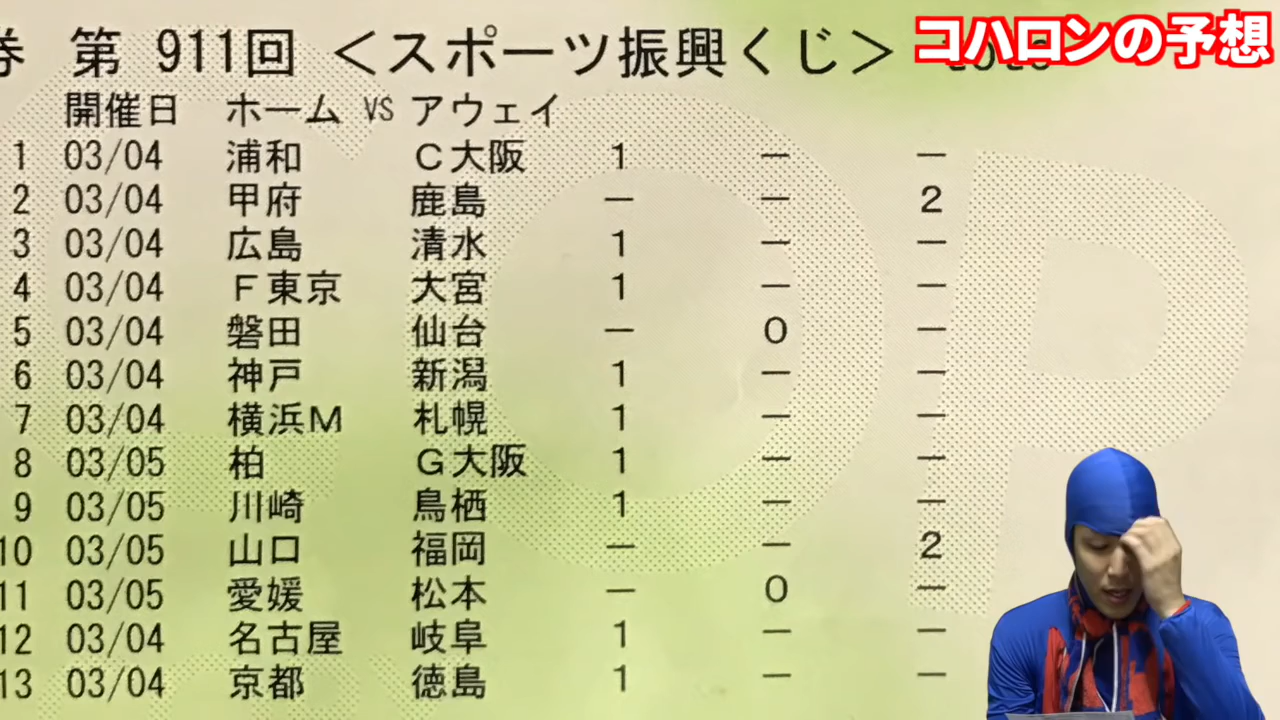 券 第 911回 ＜スポーツ振興くじ＞
コハロンの予想
開催日 ホーム VS アウェイ
1 03/04 浦和 C大阪 1 － －
2 03/04 甲府 鹿島 － － 2
3 03/04 広島 清水 1 － －
4 03/04 F東京 大宮 1 － －
5 03/04 磐田 仙台 － 0 －
6 03/04 神戸 新潟 1 － －
7 03/04 横浜M 札幌 1 － －
8 03/05 柏 G大阪 1 － －
9 03/05 川崎 鳥栖 1 － －
10 03/05 山口 福岡 － － 2
11 03/05 愛媛 松本 － 0 －
12 03/04 名古屋 岐阜 1 － －
13 03/04 京都 徳島 1 － －